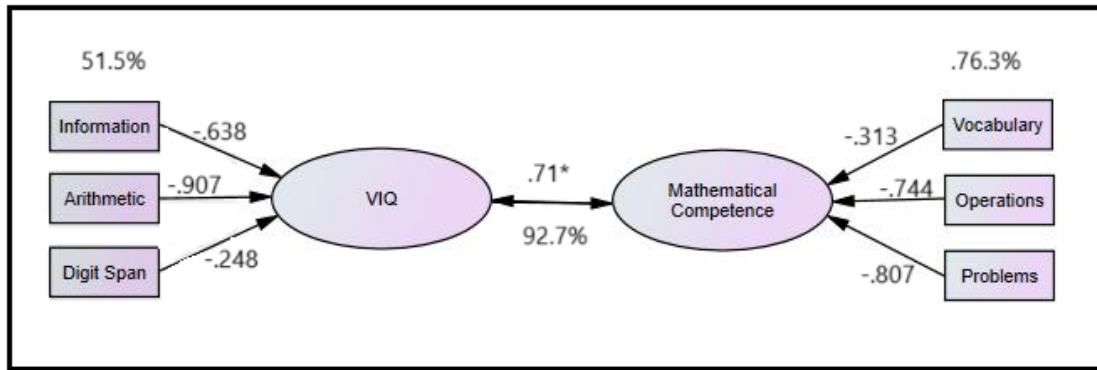 51.5%
.76.3%
Information
-.638
Vocabulary
-.313
Arithmetic
-.907
VIQ
.71*
Mathematical
Competence
-.744
Operations
92.7%
Digit Span
-.248
-.807
Problems